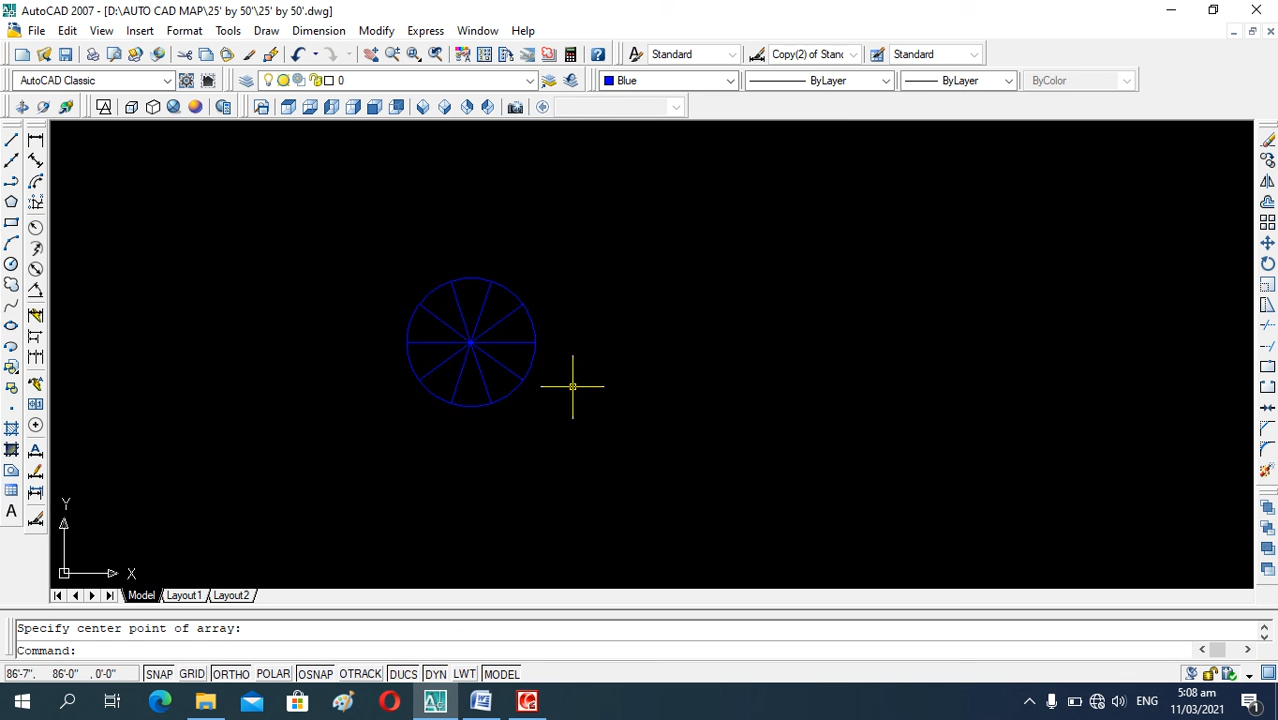 AutoCAD 2007 - [D:\AUTO CAD MAP\25' by 50'\25' by 50'.dwg]
File Edit View Insert Format Tools Draw Dimension Modify Express Window Help
Standard Copy(2) of Stanc Standard
AutoCAD Classic 0 Blue ByLayer ByLayer ByColor
A
Y
X
Model Layout1 Layout2
Specify center point of array:
Command:
86'-7", 86'-0" ,0'-0" SNAP GRID ORTHO POLAR OSNAP OTRACK DUCS DYN LWT MODEL
ENG 5:08 am
11/03/2021 1